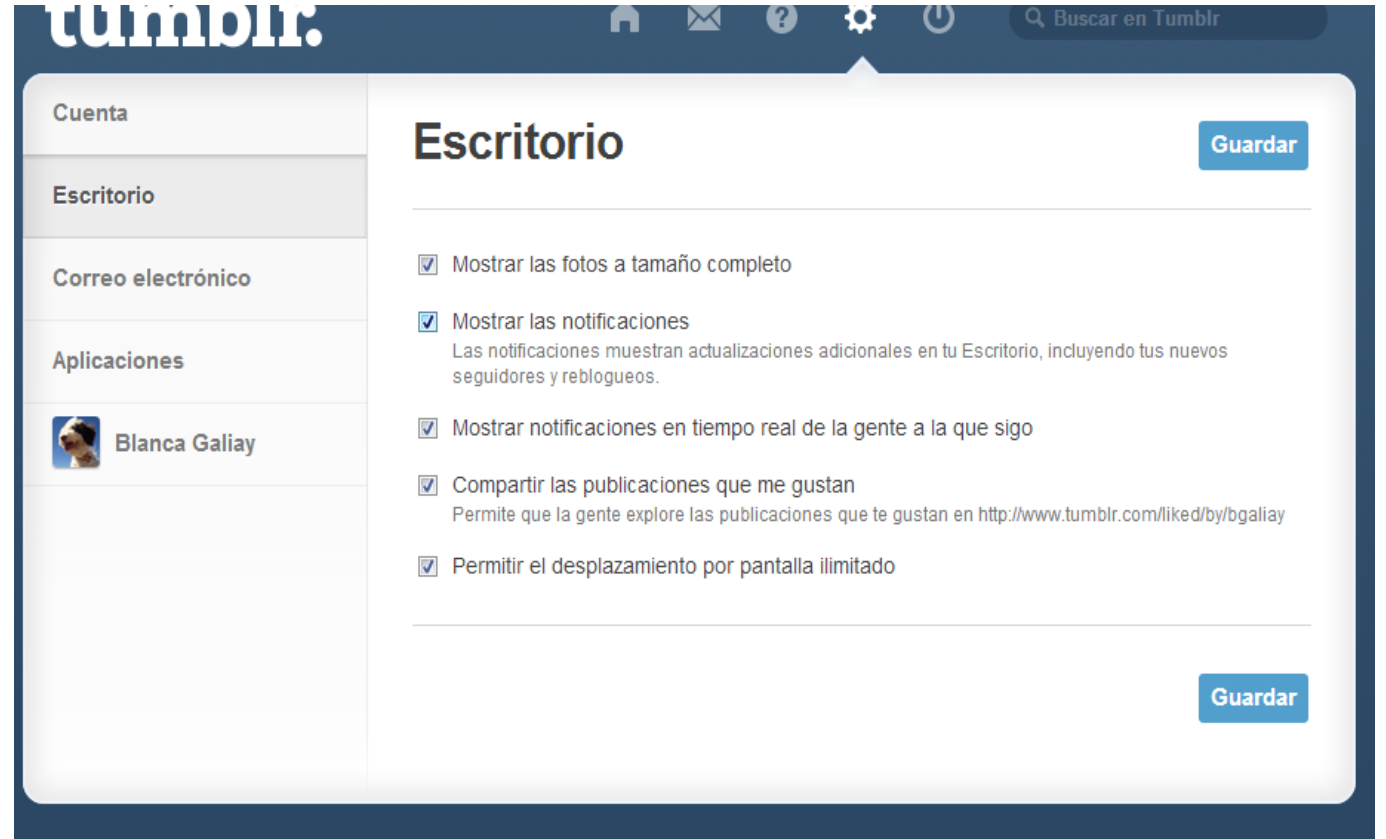 tumblr.
Buscar en Tumblr
Cuenta
Escritorio
Correo electrónico
Aplicaciones
Blanca Galiay
Escritorio
Guardar
Mostrar las fotos a tamaño completo
Mostrar las notificaciones
Las notificaciones muestran actualizaciones adicionales en tu Escritorio, incluyendo tus nuevos
seguidores y reblogueos.
Mostrar notificaciones en tiempo real de la gente a la que sigo
Compartir las publicaciones que me gustan
Permite que la gente explore las publicaciones que te gustan en http://www.tumblr.com/liked/by/bgaliay
Permitir el desplazamiento por pantalla ilimitado
Guardar